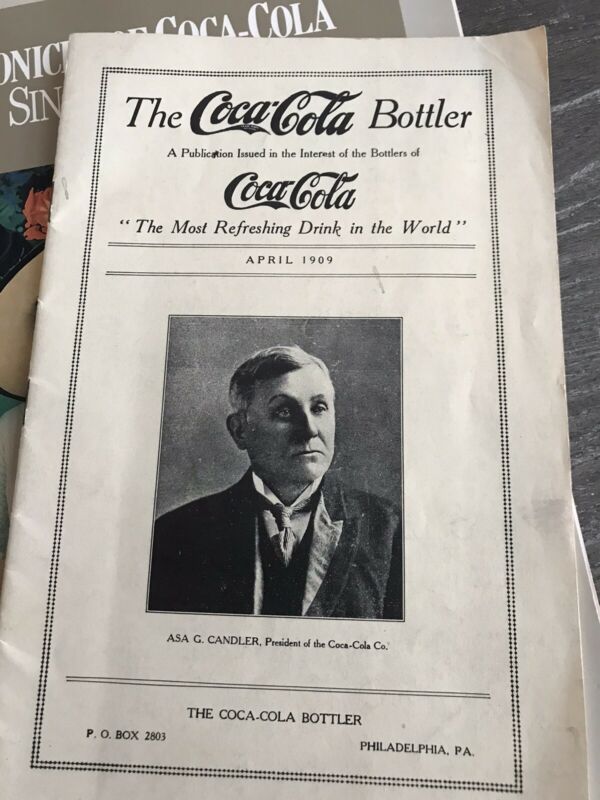 OF COCA-COLA
SIN
The Coca-Cola Bottler
A Publication Issued in the Interest of the Bottlers of
Coca-Cola
“The Most Refreshing Drink in the World”
APRIL 1909
ASA G. CANDLER, President of the Coca-Cola Co.
THE COCA-COLA BOTTLER
P. O. BOX 2803
PHILADELPHIA, PA.